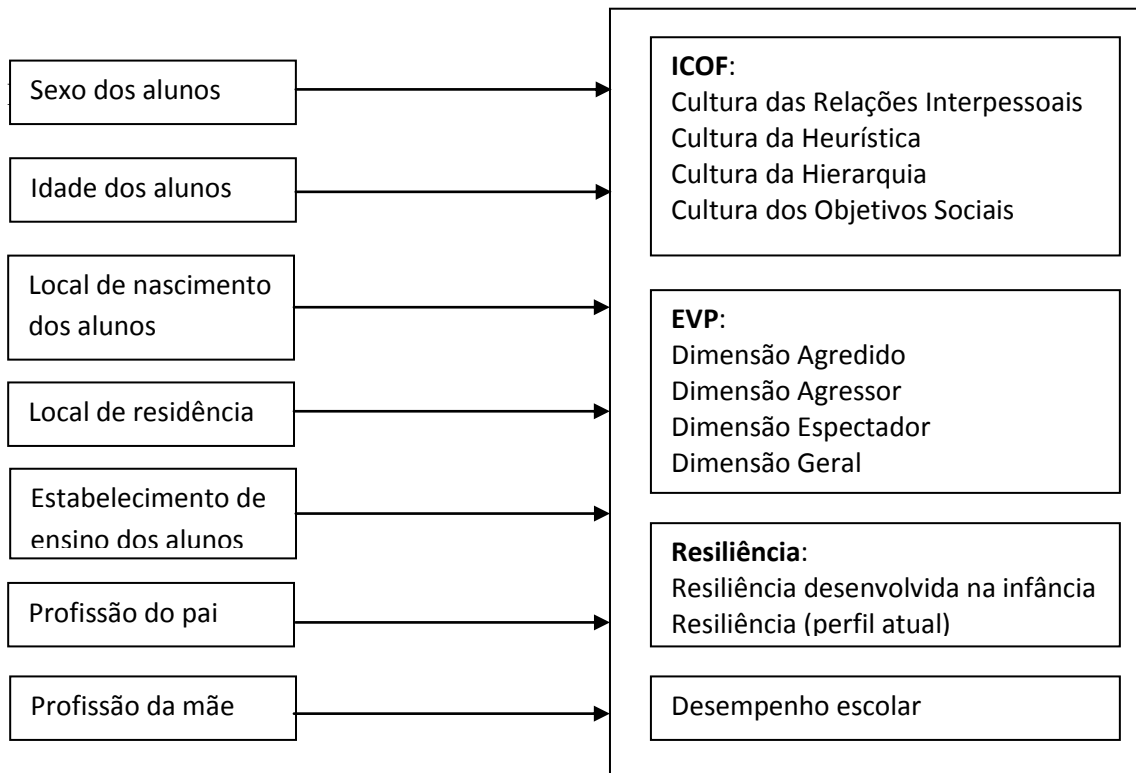 Sexo dos alunos
Idade dos alunos
Local de nascimento
dos alunos
Local de residência
Estabelecimento de
ensino dos alunos
Profissão do pai
Profissão da mãe
ICOF:
Cultura das Relações Interpessoais
Cultura da Heurística
Cultura da Hierarquia
Cultura dos Objetivos Sociais
EVP:
Dimensão Agredido
Dimensão Agressor
Dimensão Espectador
Dimensão Geral
Resiliência:
Resiliência desenvolvida na infância
Resiliência (perfil atual)
Desempenho escolar